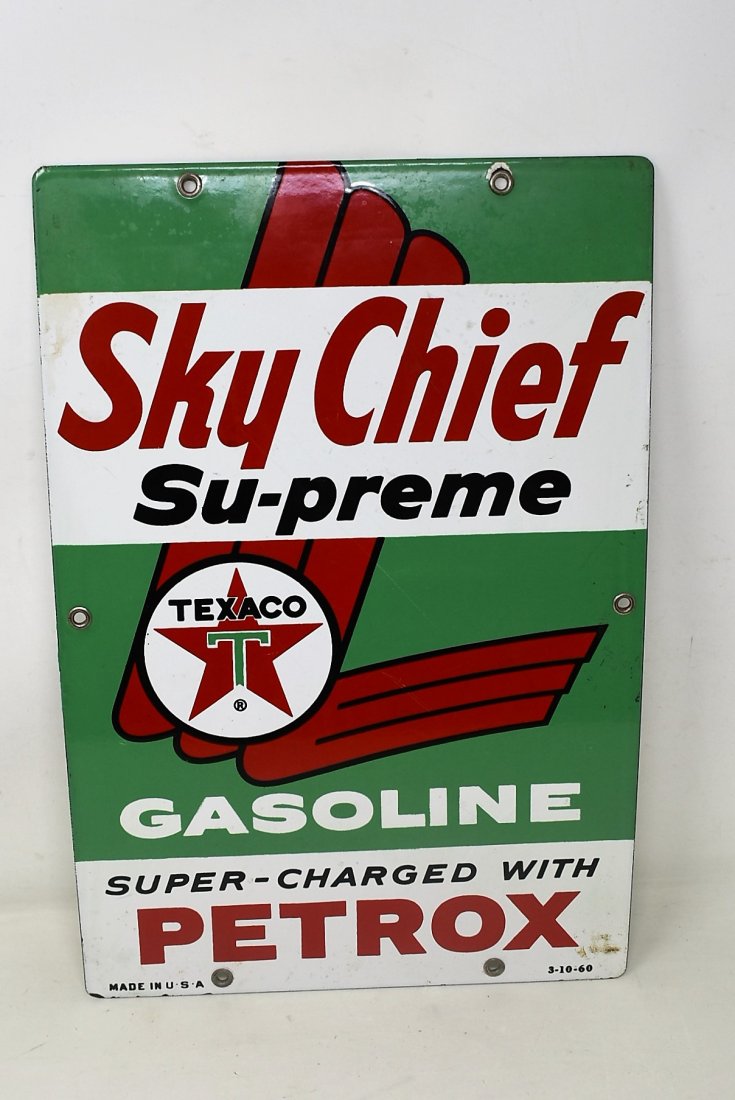 Sky Chief
Su-preme
TEXACO
T
®
GASOLINE
SUPER-CHARGED WITH
PETROX
MADE IN U·S·A
3-10-60